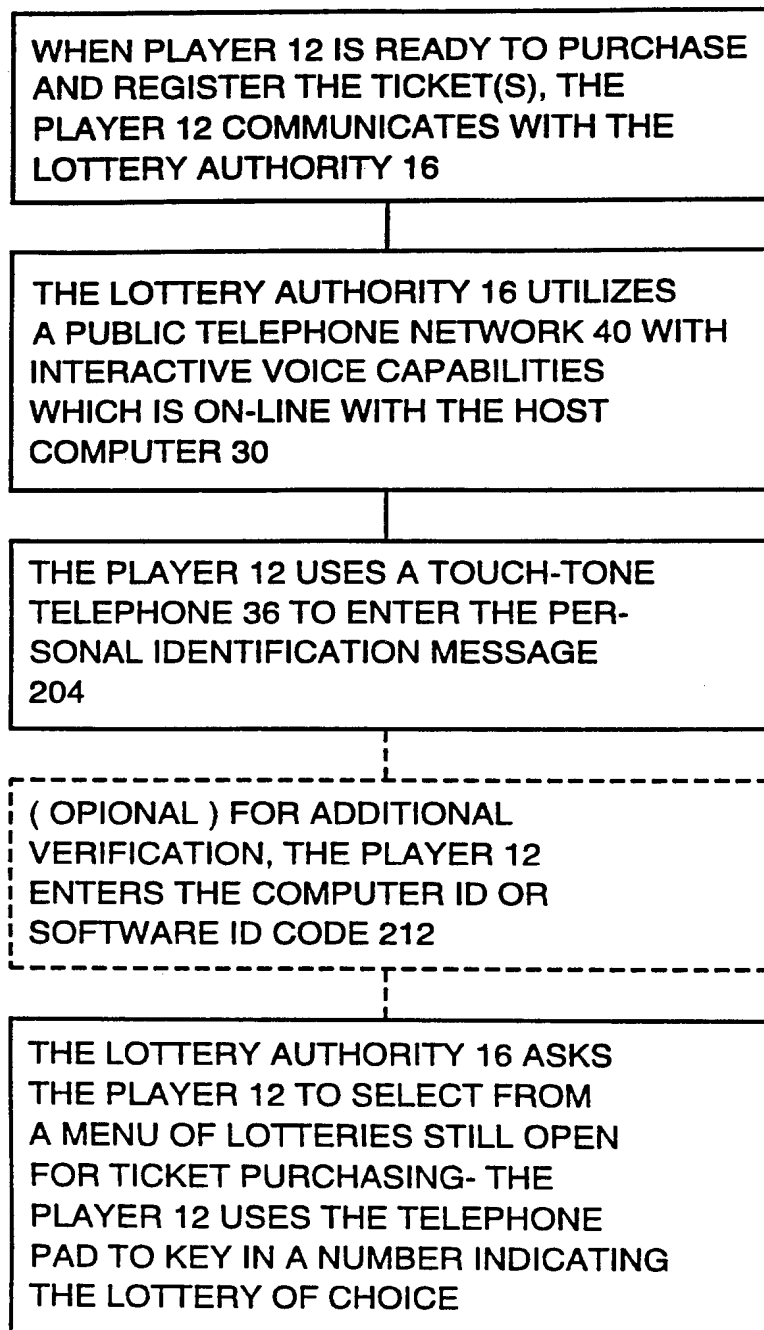 WHEN PLAYER 12 IS READY TO PURCHASE
AND REGISTER THE TICKET(S), THE
PLAYER 12 COMMUNICATES WITH THE
LOTTERY AUTHORITY 16
THE LOTTERY AUTHORITY 16 UTILIZES
A PUBLIC TELEPHONE NETWORK 40 WITH
INTERACTIVE VOICE CAPABILITIES
WHICH IS ON-LINE WITH THE HOST
COMPUTER 30
THE PLAYER 12 USES A TOUCH-TONE
TELEPHONE 36 TO ENTER THE PER-
SONAL IDENTIFICATION MESSAGE
204
( OPIONAL ) FOR ADDITIONAL
VERIFICATION, THE PLAYER 12
ENTERS THE COMPUTER ID OR
SOFTWARE ID CODE 212
THE LOTTERY AUTHORITY 16 ASKS
THE PLAYER 12 TO SELECT FROM
A MENU OF LOTTERIES STILL OPEN
FOR TICKET PURCHASING- THE
PLAYER 12 USES THE TELEPHONE
PAD TO KEY IN A NUMBER INDICATING
THE LOTTERY OF CHOICE